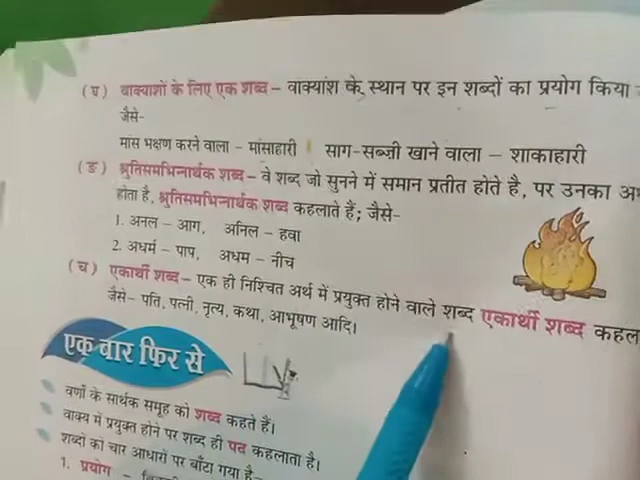 (घ) वाक्याशों के लिए एक शब्द – वाक्यांश के स्थान पर इन शब्दों का प्रयोग किया
जैसे-
मांस भक्षण करने वाला – मांसाहारी साग-सब्ज़ी खाने वाला – शाकाहारी
(ङ) श्रुतिसमभिन्नार्थक शब्द – वे शब्द जो सुनने में समान प्रतीत होते है, पर उनका
होता है, श्रुतिसमभिन्नार्थक शब्द कहलाते हैं; जैसे-
1. अनल – आग, अनिल – हवा
2. अधर्म – पाप, अधम – नीच
(च) एकार्थी शब्द – एक ही निश्चित अर्थ में प्रयुक्त होने वाले शब्द एकार्थी शब्द
जैसे– पति, पत्नी, नृत्य, कथा, आभूषण आदि।
एक बार फिर से
वर्णों के सार्थक समूह को शब्द कहते हैं।
वाक्य में प्रयुक्त होने पर शब्द ही पद कहलाता है।
शब्दों को चार आधारों पर बाँटा गया है–
1. प्रयोग –